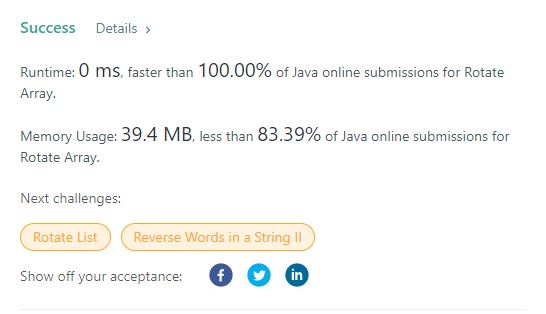 Success Details >
Runtime: 0 ms, faster than 100.00% of Java online submissions for Rotate
Array.
Memory Usage: 39.4 MB, less than 83.39% of Java online submissions for
Rotate Array.
Next challenges:
Rotate List Reverse Words in a String II
Show off your acceptance: f in